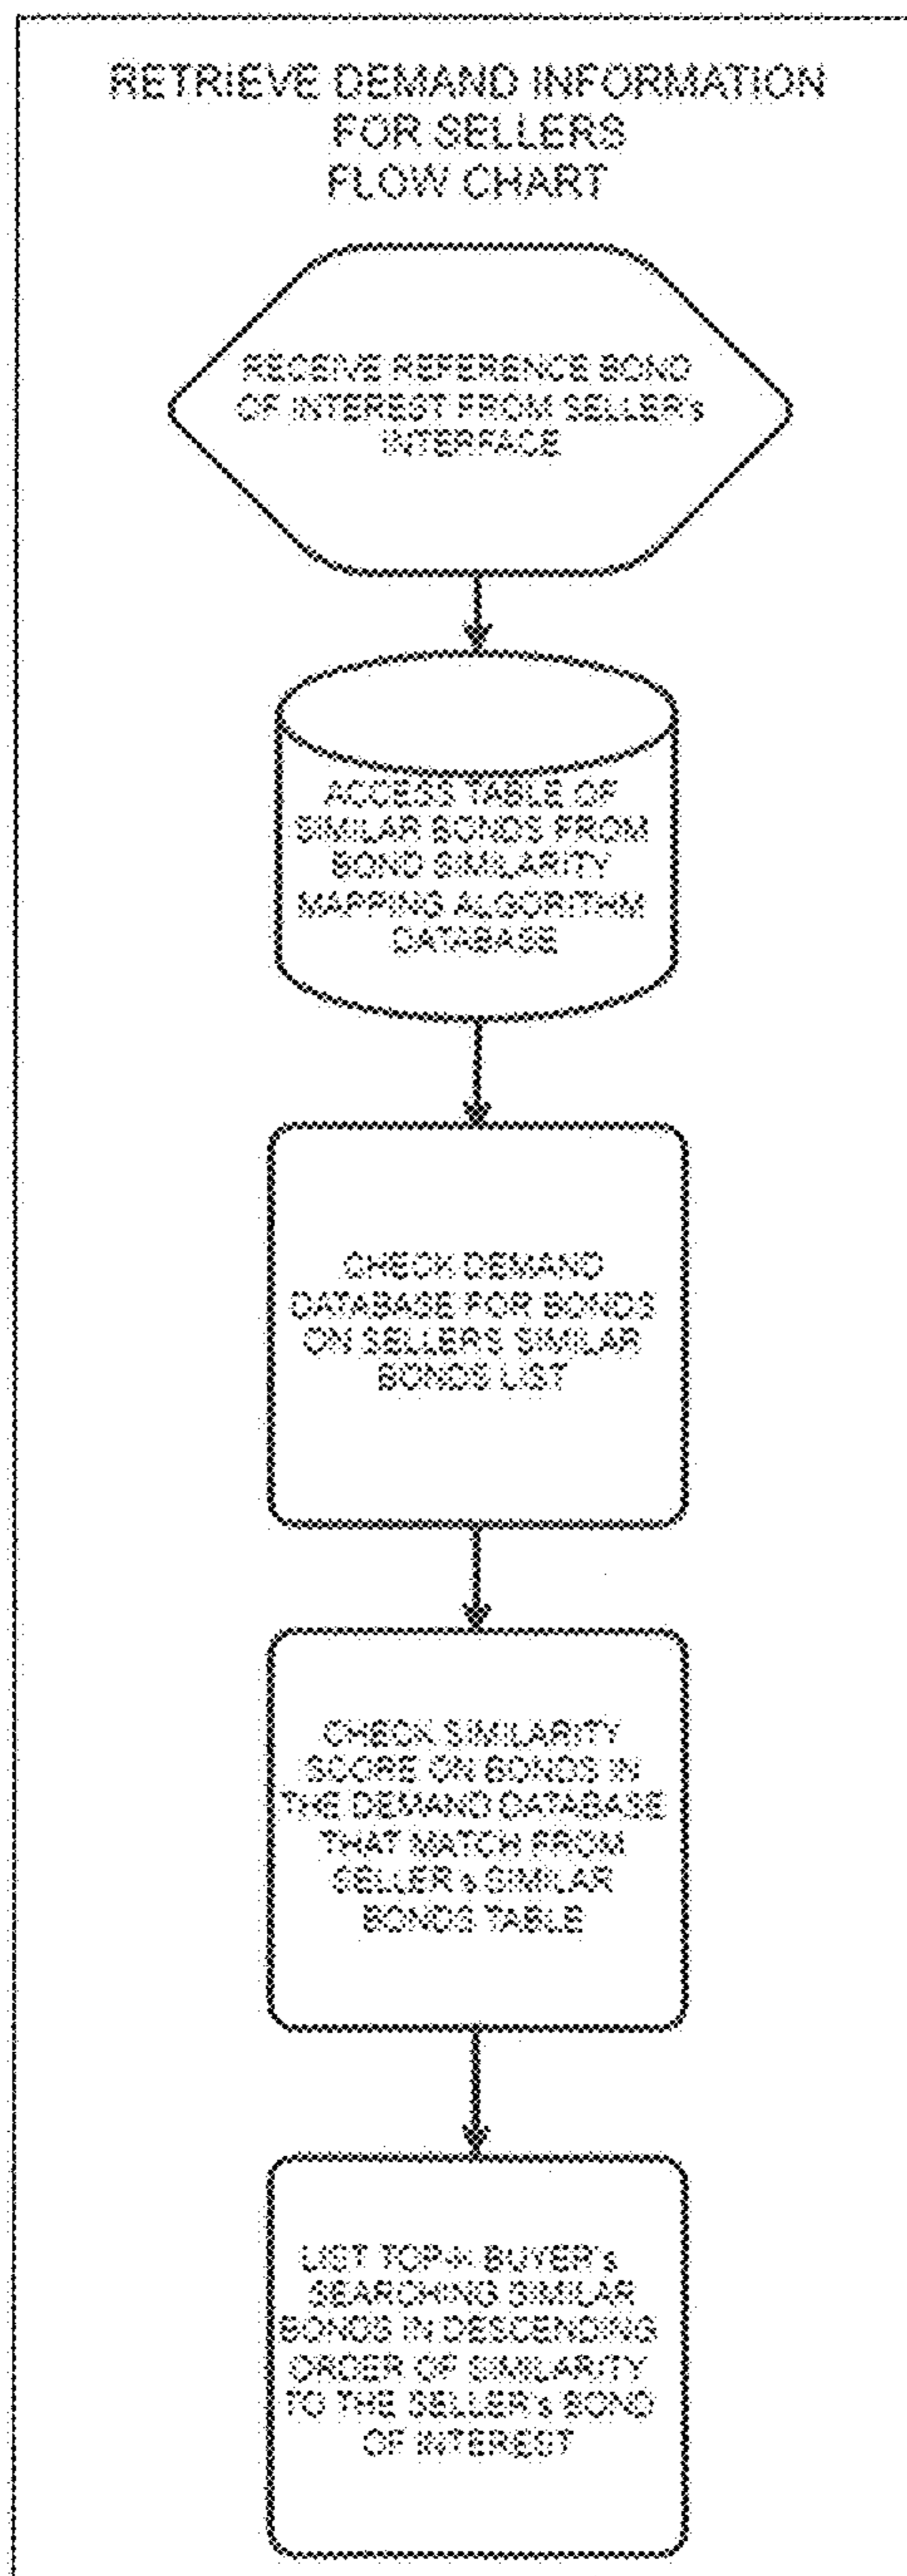 RETRIEVE DEMAND INFORMATION
FOR SELLERS
FLOW CHART
RECEIVE REFERENCE BOND
OF INTEREST FROM SELLER's
INTERFACE
ACCESS TABLE OF
SIMILAR BONDS FROM
BOND SIMILARITY
MAPPING ALGORITHM
DATABASE
CHECK DEMAND
DATABASE FOR BONDS
ON SELLERS SIMILAR
BONDS LIST
CHECK SIMILARITY
SCORE ON BONDS IN
THE DEMAND DATABASE
THAT MATCH FROM
SELLER's SIMILAR
BONDS TABLE
LIST TOP BUYER's
SEARCHING SIMILAR
BONDS IN DESCENDING
ORDER OF SIMILARITY
TO THE SELLER's BOND
OF INTEREST